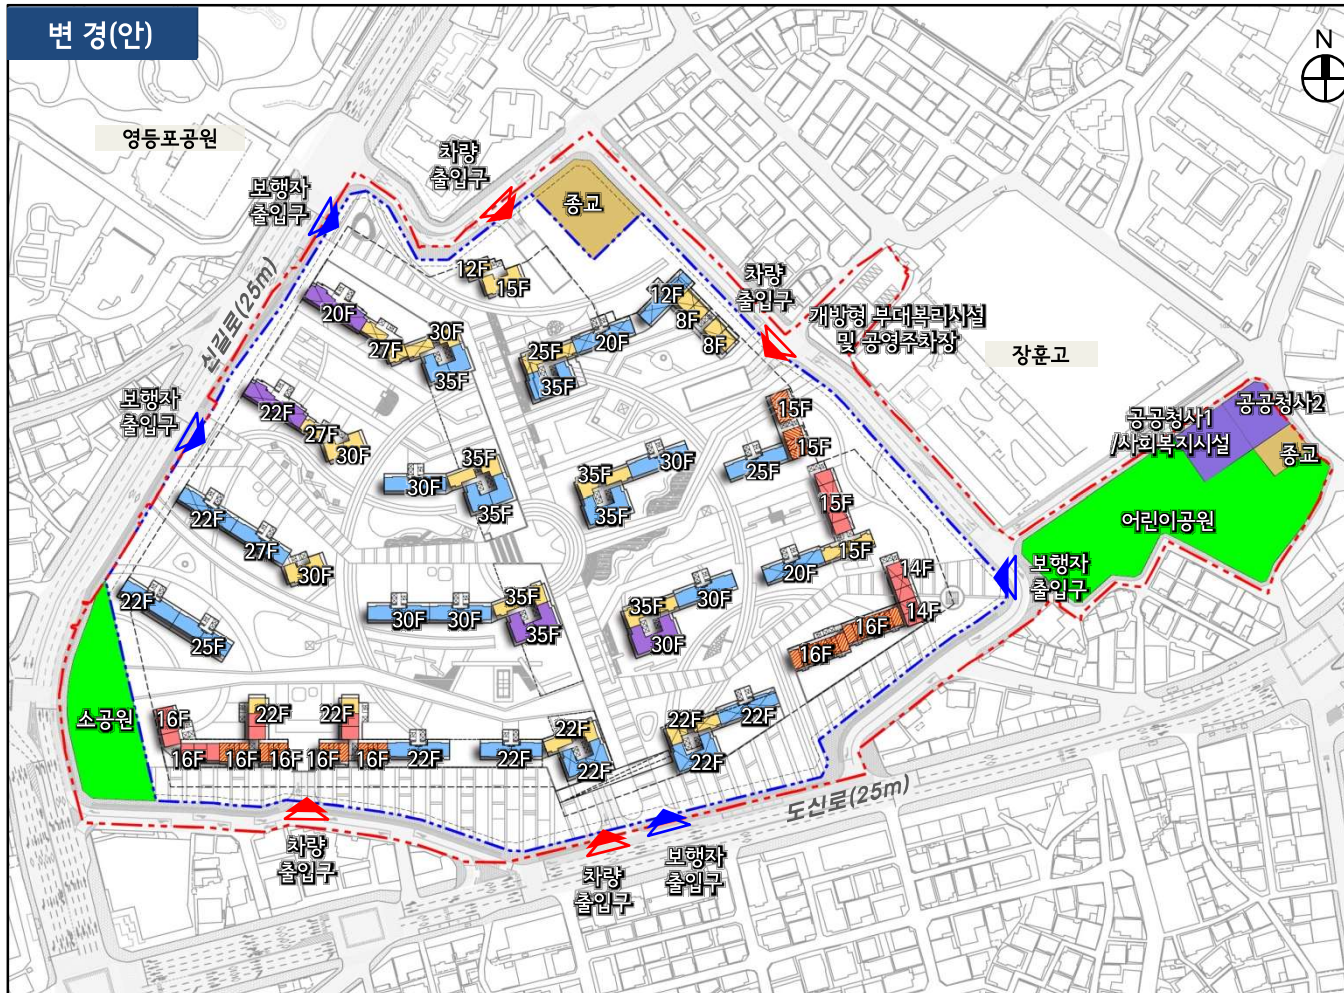 변 경(안)
N
영등포공원
차량
출입구
보행자
출입구
종교
신길로(25m)
차량
출입구
개방형 부대복리시설
및 공영주차장
장훈고
12F
15F
12F
8F
8F
20F
27F
30F
35F
25F
20F
35F
보행자
출입구
22F
27F
30F
15F
15F
공공청사1
/사회복지시설
공공청사2
종교
30F
35F
35F
35F
30F
35F
25F
15F
어린이공원
22F
27F
30F
20F
15F
14F
14F
보행자
출입구
22F
25F
30F
30F
35F
35F
35F
30F
30F
16F
16F
소공원
16F
22F
22F
22F
22F
22F
16F
16F
16F
16F
16F
22F
22F
22F
22F
도신로(25m)
차량
출입구
차량
출입구
보행자
출입구